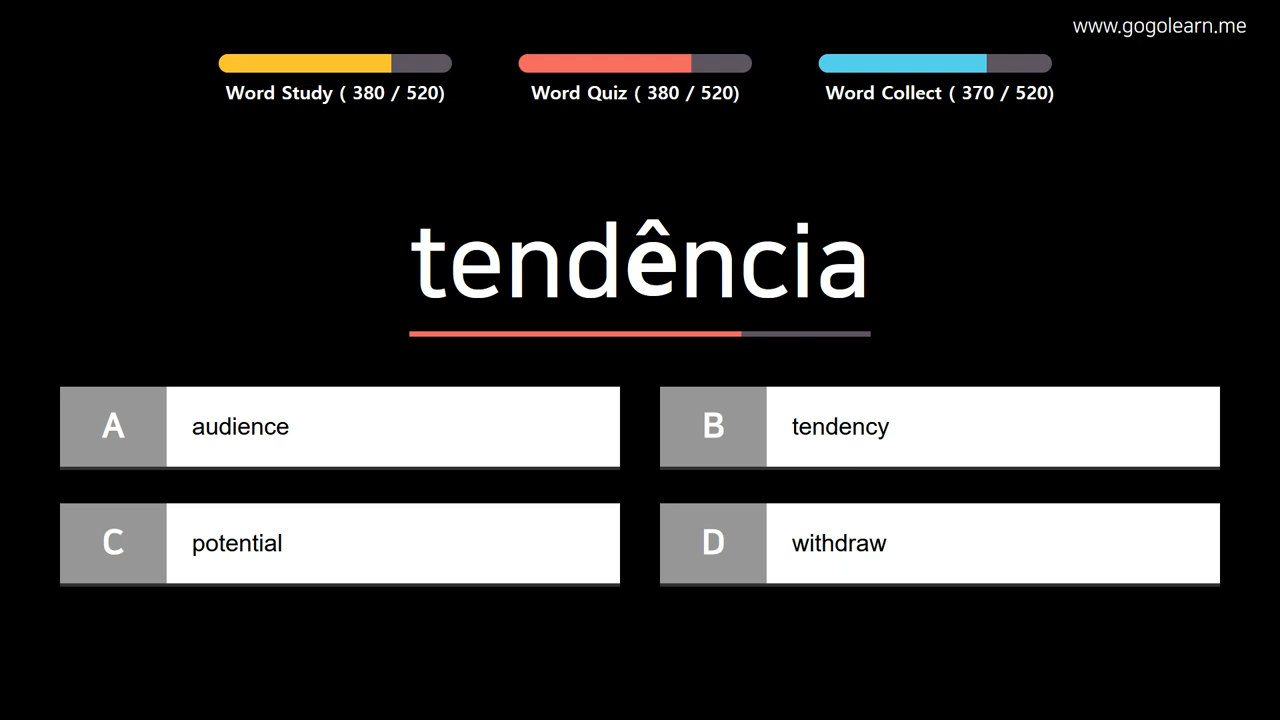 www.gogolearn.me
Word Study ( 380 / 520)
Word Quiz ( 380 / 520)
Word Collect ( 370 / 520)
tendência
A audience
B tendency
C potential
D withdraw